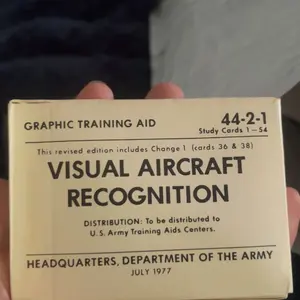 GRAPHIC TRAINING AID
44-2-1
Study Cards 1 - 54
This revised edition includes Change 1 (cards 36 & 38)
VISUAL AIRCRAFT
RECOGNITION
DISTRIBUTION: To be distributed to
U.S. Army Training Aids Centers.
HEADQUARTERS, DEPARTMENT OF THE ARMY
JULY 1977